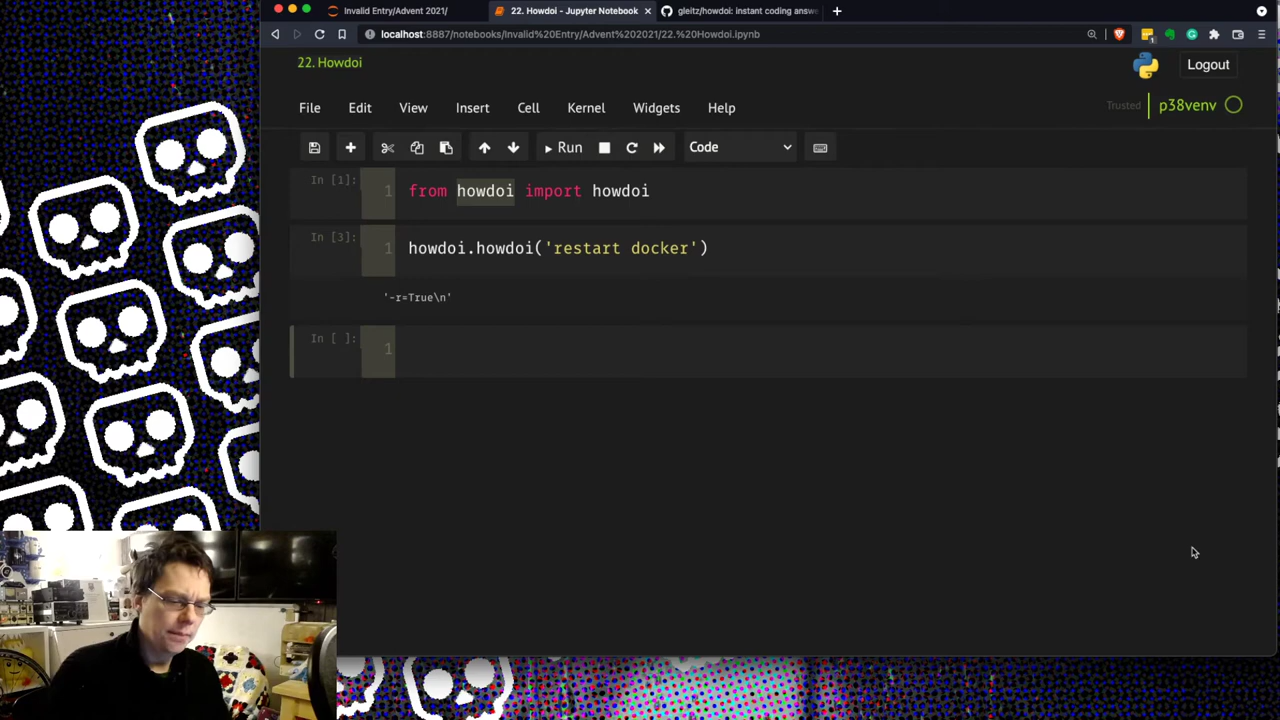 Invalid Entry/Advent 2021/
22. Howdoi - Jupyter Notebook
gleitz/howdoi: instant coding answe
localhost:8887/notebooks/Invalid%20Entry/Advent%202021/22.%20Howdoi.ipynb
22. Howdoi
Logout
File Edit View Insert Cell Kernel Widgets Help
Trusted
p38venv
Run
Code
In [1]:
1 from howdoi import howdoi
In [3]:
1 howdoi.howdoi('restart docker')
'-r=True\n'
In [ ]:
1